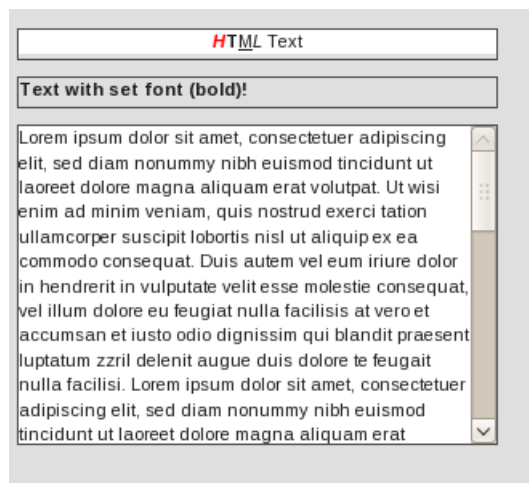 HTML Text
Text with set font (bold)!
Lorem ipsum dolor sit amet, consectetuer adipiscing
elit, sed diam nonummy nibh euismod tincidunt ut
laoreet dolore magna aliquam erat volutpat. Ut wisi
enim ad minim veniam, quis nostrud exerci tation
ullamcorper suscipit lobortis nisl ut aliquip ex ea
commodo consequat. Duis autem vel eum iriure dolor
in hendrerit in vulputate velit esse molestie consequat,
vel illum dolore eu feugiat nulla facilisis at vero et
accumsan et iusto odio dignissim qui blandit praesent
luptatum zzril delenit augue duis dolore te feugait
nulla facilisi. Lorem ipsum dolor sit amet, consectetuer
adipiscing elit, sed diam nonummy nibh euismod
tincidunt ut laoreet dolore magna aliquam erat